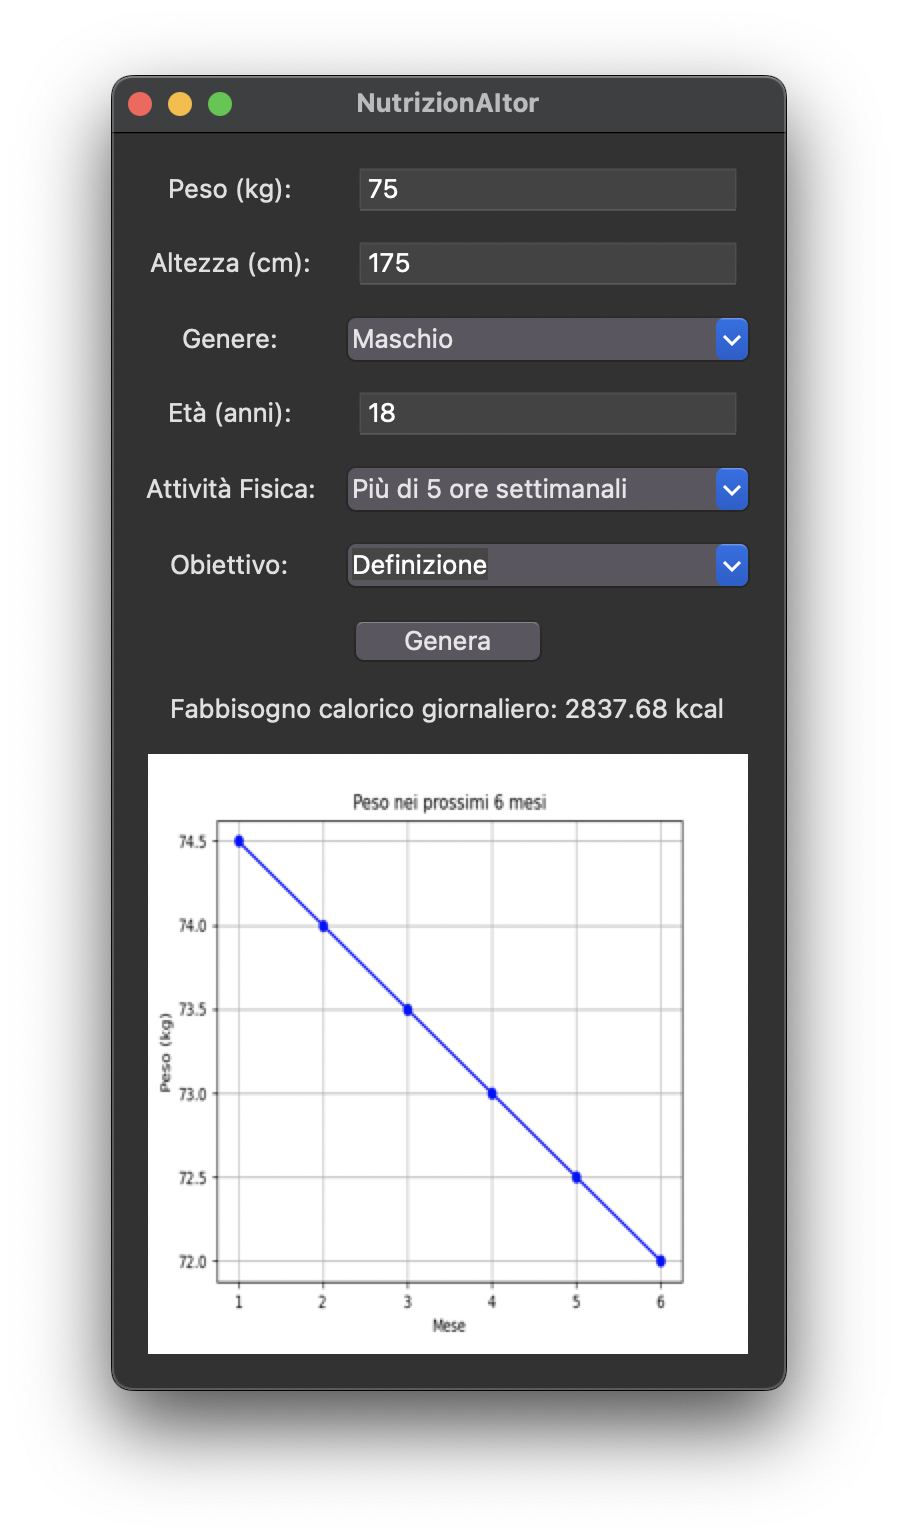 NutrizionAItor
Peso (kg): 75
Altezza (cm): 175
Genere: Maschio
Età (anni): 18
Attività Fisica: Più di 5 ore settimanali
Obiettivo: Definizione
Genera
Fabbisogno calorico giornaliero: 2837.68 kcal
Peso nei prossimi 6 mesi
74.5
74.0
73.5
Peso (kg)
73.0
72.5
72.0
1 2 3 4 5 6
Mese